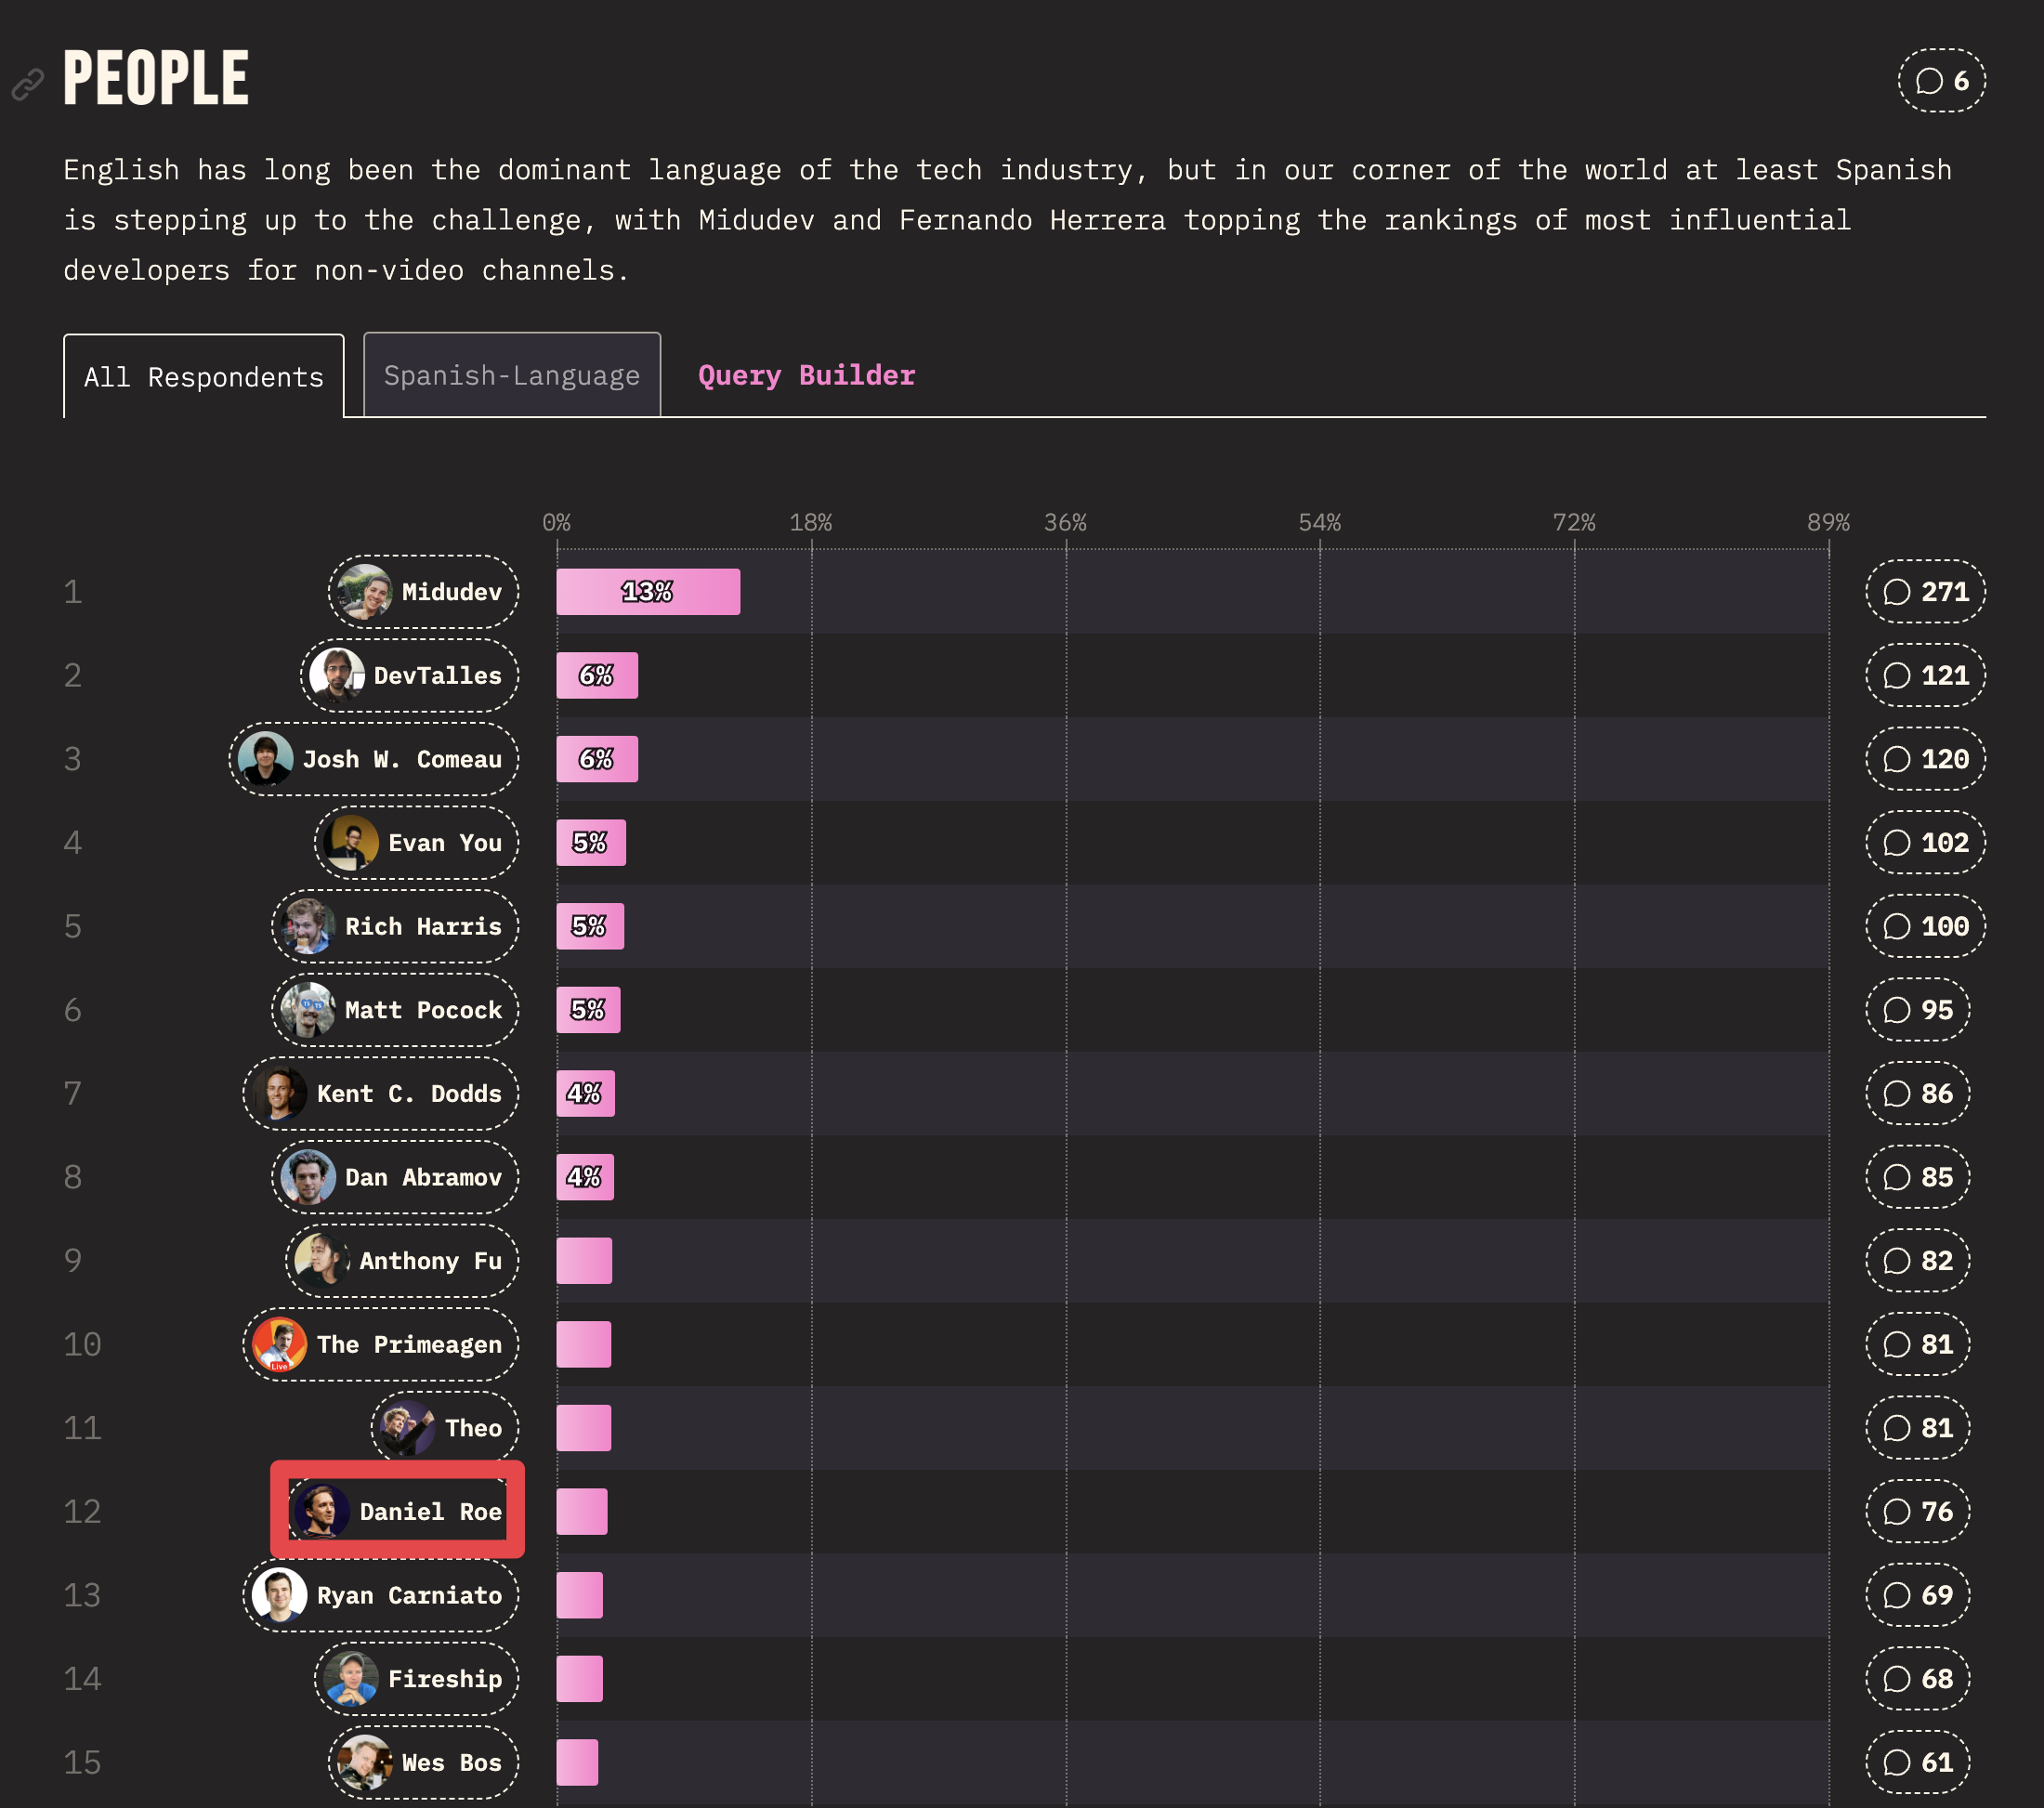 PEOPLE
6
English has long been the dominant language of the tech industry, but in our corner of the world at least Spanish
is stepping up to the challenge, with Midudev and Fernando Herrera topping the rankings of most influential
developers for non-video channels.
All Respondents Spanish-Language Query Builder
0% 18% 36% 54% 72% 89%
1 Midudev 13% 271
2 DevTalles 6% 121
3 Josh W. Comeau 6% 120
4 Evan You 5% 102
5 Rich Harris 5% 100
6 Matt Pocock 5% 95
7 Kent C. Dodds 4% 86
8 Dan Abramov 4% 85
9 Anthony Fu 82
10 The Primeagen 81
Live
11 Theo 81
12 Daniel Roe 76
13 Ryan Carniato 69
14 Fireship 68
15 Wes Bos 61